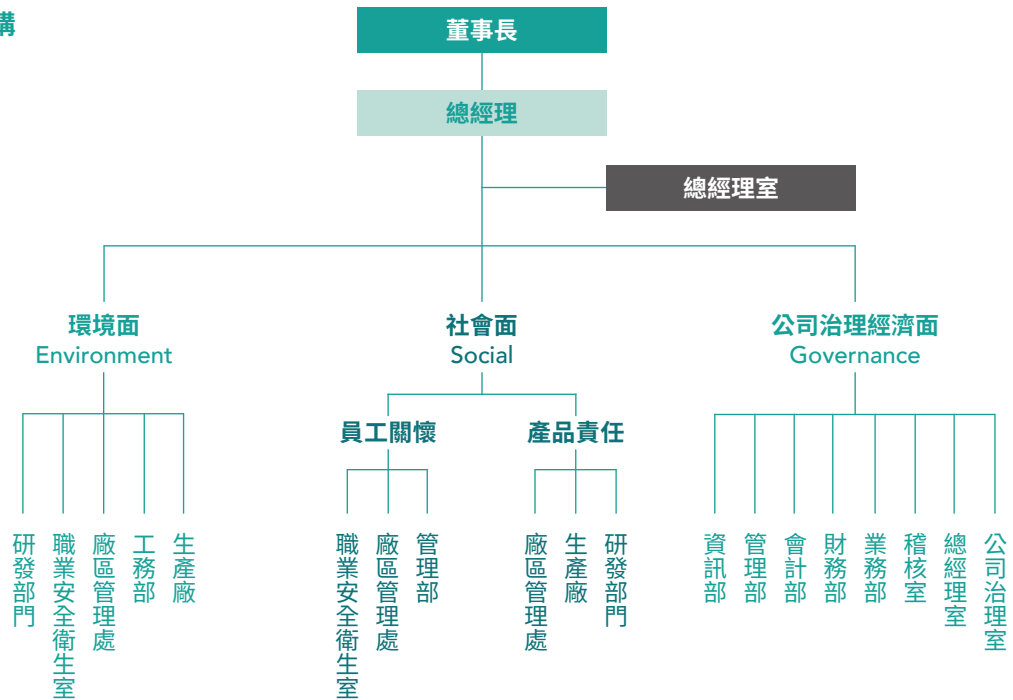 構
董事長
總經理
總經理室
環境面
Environment
社會面
Social
公司治理經濟面
Governance
員工關懷
產品責任
研發部門
職業安全衛生室
廠區管理處
工務部
生產廠
職業安全衛生室
廠區管理處
管理部
廠區管理處
生產廠
研發部門
資訊部
管理部
會計部
財務部
業務部
稽核室
總經理室
公司治理室